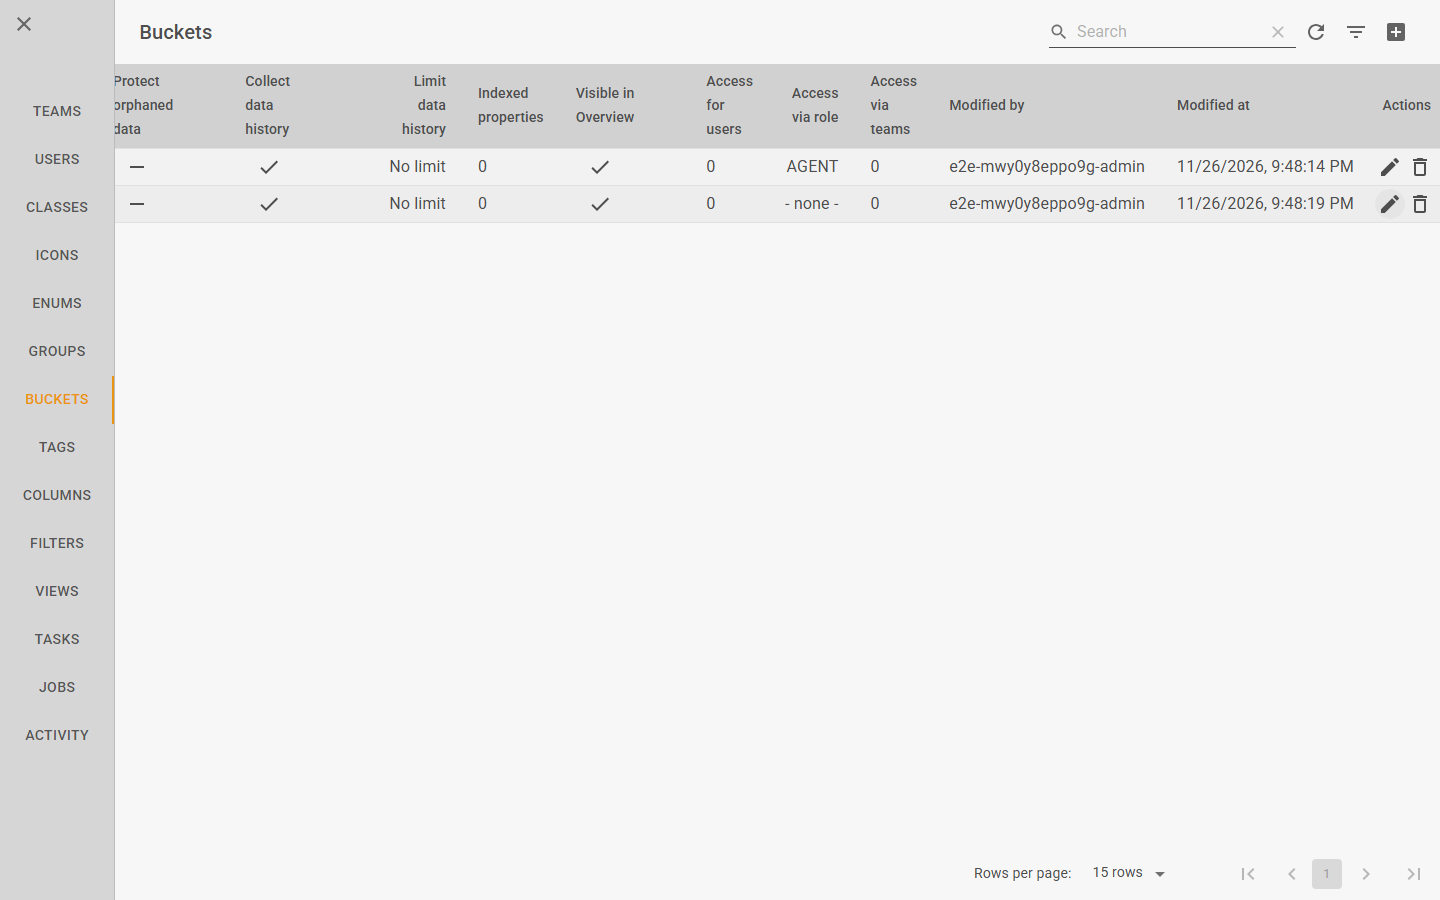 Buckets
Search
TEAMS
USERS
CLASSES
ICONS
ENUMS
GROUPS
BUCKETS
TAGS
COLUMNS
FILTERS
VIEWS
TASKS
JOBS
ACTIVITY
Protect
orphaned
data
Collect
data
history
Limit
data
history
Indexed
properties
Visible in
Overview
Access
for
users
Access
via role
Access
via
teams
Modified by
Modified at
Actions
No limit 0 0 AGENT 0 e2e-mwy0y8eppo9g-admin 11/26/2026, 9:48:14 PM
No limit 0 0 - none - 0 e2e-mwy0y8eppo9g-admin 11/26/2026, 9:48:19 PM
Rows per page: 15 rows 1